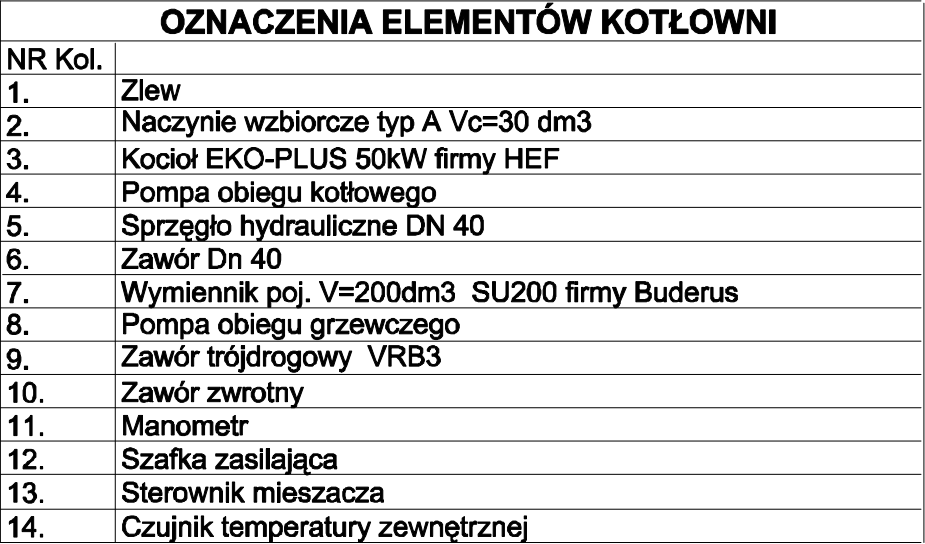 OZNACZENIA ELEMENTÓW KOTŁOWNI
NR Kol.
1. Zlew
2. Naczynie wzbiorcze typ A Vc=30 dm3
3. Kocioł EKO-PLUS 50kW firmy HEF
4. Pompa obiegu kotłowego
5. Sprzęgło hydrauliczne DN 40
6. Zawór Dn 40
7. Wymiennik poj. V=200dm3 SU200 firmy Buderus
8. Pompa obiegu grzewczego
9. Zawór trójdrogowy VRB3
10. Zawór zwrotny
11. Manometr
12. Szafka zasilająca
13. Sterownik mieszacza
14. Czujnik temperatury zewnętrznej